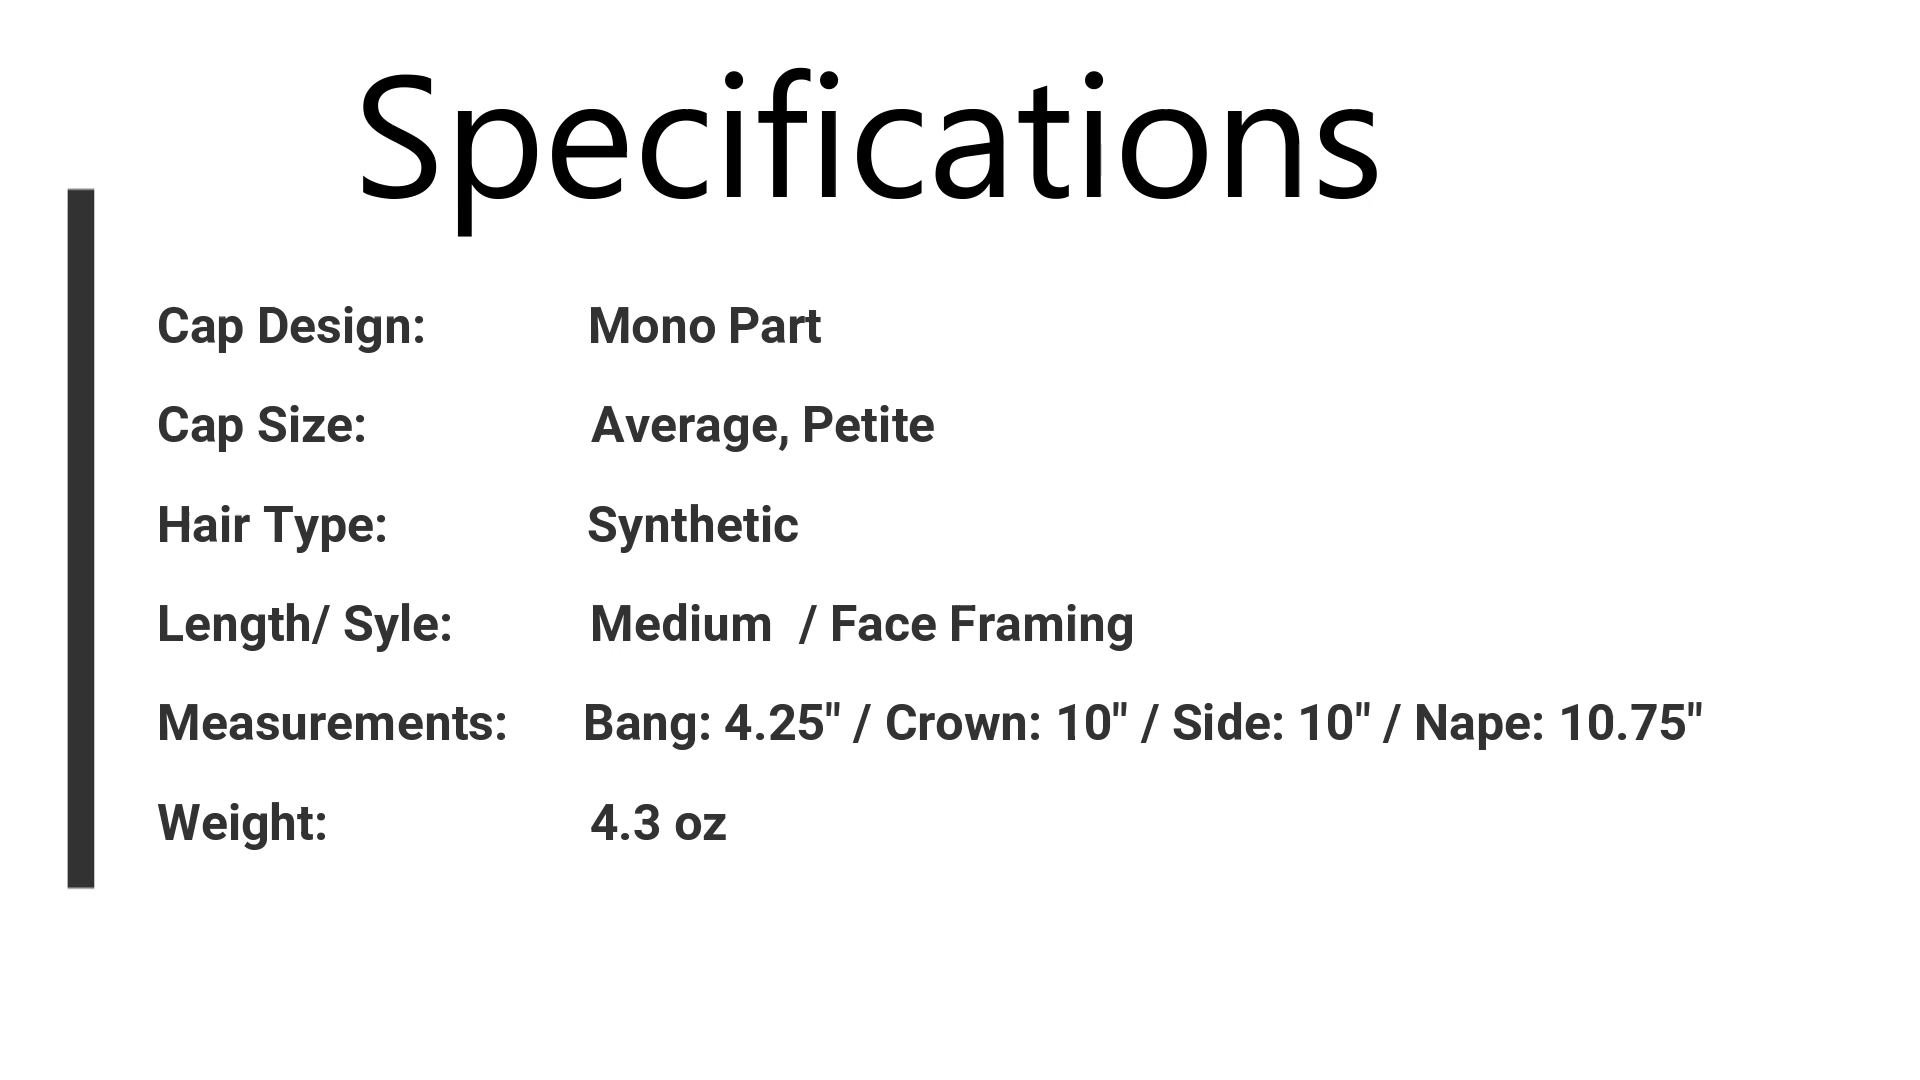 Specifications
Cap Design: Mono Part
Cap Size: Average, Petite
Hair Type: Synthetic
Length/ Syle: Medium  / Face Framing
Measurements: Bang: 4.25" / Crown: 10" / Side: 10" / Nape: 10.75"
Weight: 4.3 oz